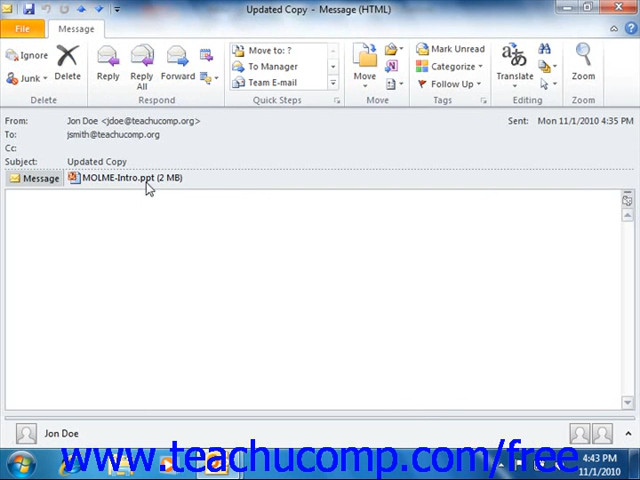 Updated Copy - Message (HTML)
File Message
Ignore
Junk
Delete
Reply
Reply All
Forward
Move to: ?
To Manager
Team E-mail
Move
Mark Unread
Categorize
Follow Up
Translate
Zoom
Delete Respond Quick Steps Move Tags Editing Zoom
From: Jon Doe <jdoe@teachucomp.org> Sent: Mon 11/1/2010 4:35 PM
To: jsmith@teachucomp.org
Cc:
Subject: Updated Copy
Message MOLME-Intro.ppt (2 MB)
Jon Doe
www.teachucomp.com/free
4:43 PM
11/1/2010